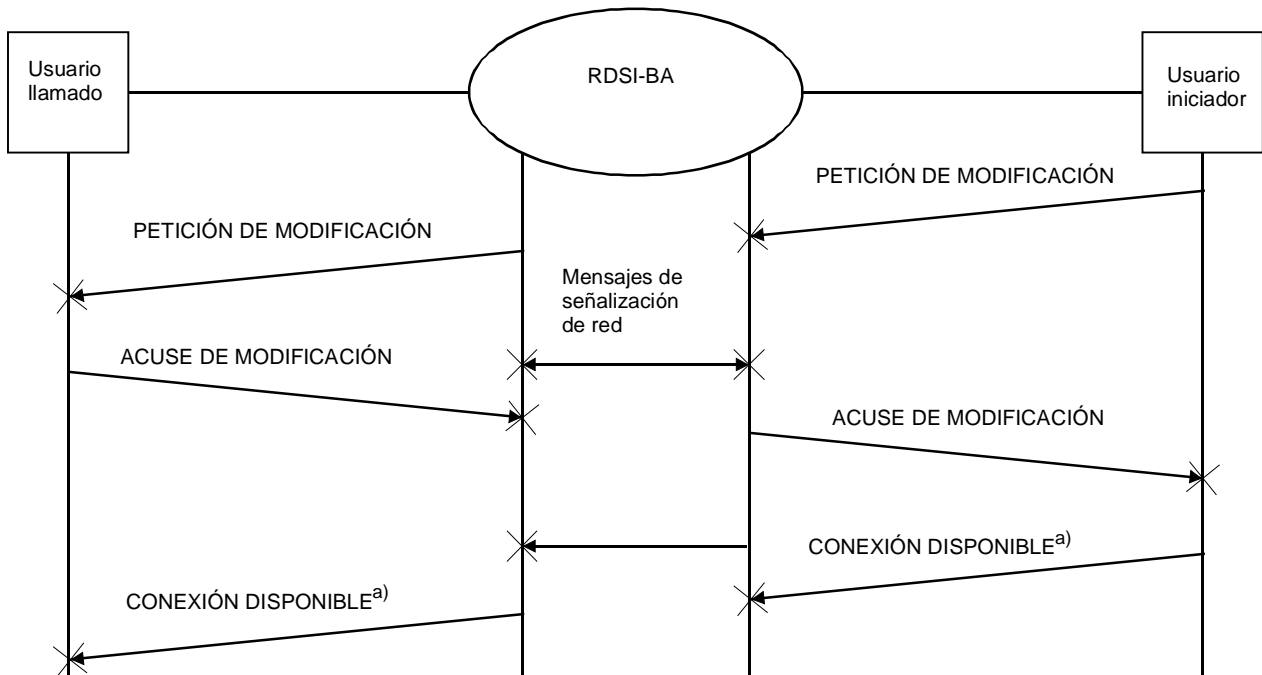 Usuario
llamado
RDSI-BA
Usuario
iniciador
PETICIÓN DE MODIFICACIÓN
PETICIÓN DE MODIFICACIÓN
Mensajes de
señalización
de red
ACUSE DE MODIFICACIÓN
ACUSE DE MODIFICACIÓN
CONEXIÓN DISPONIBLEa)
CONEXIÓN DISPONIBLEa)